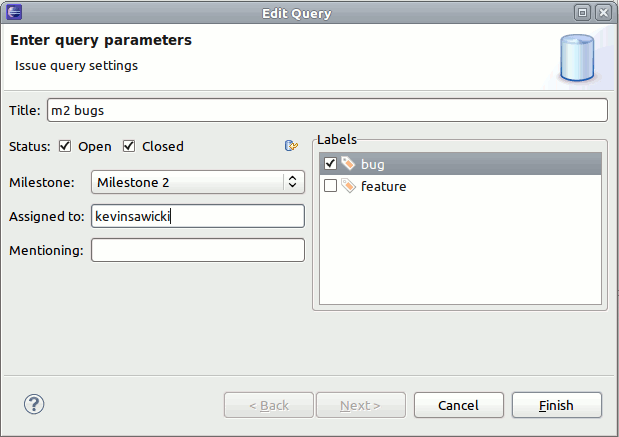 Edit Query
Enter query parameters
Issue query settings
Title: m2 bugs
Status: Open Closed
Milestone: Milestone 2
Assigned to: kevinsawicki
Mentioning:
Labels
bug
feature
?
< Back Next > Cancel Finish